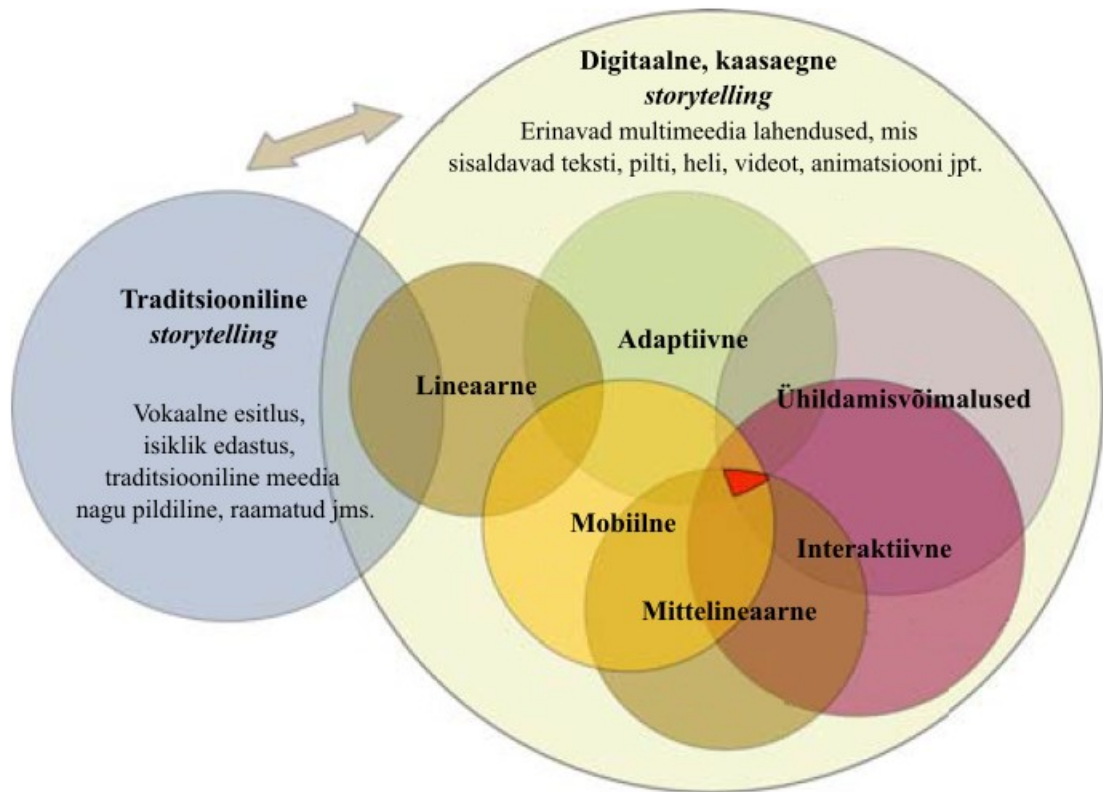 Digitaalne, kaasaegne
storytelling
Erinavad multimeedia lahendused, mis
sisaldavad teksti, pilti, heli, videot, animatsiooni jpt.
Traditsiooniline
storytelling
Vokaalne esitlus,
isiklik edastus,
traditsiooniline meedia
nagu pildiline, raamatud jms.
Adaptiivne
Lineaarne
Ühildamisvõimalused
Mobiilne
Interaktiivne
Mittelineaarne